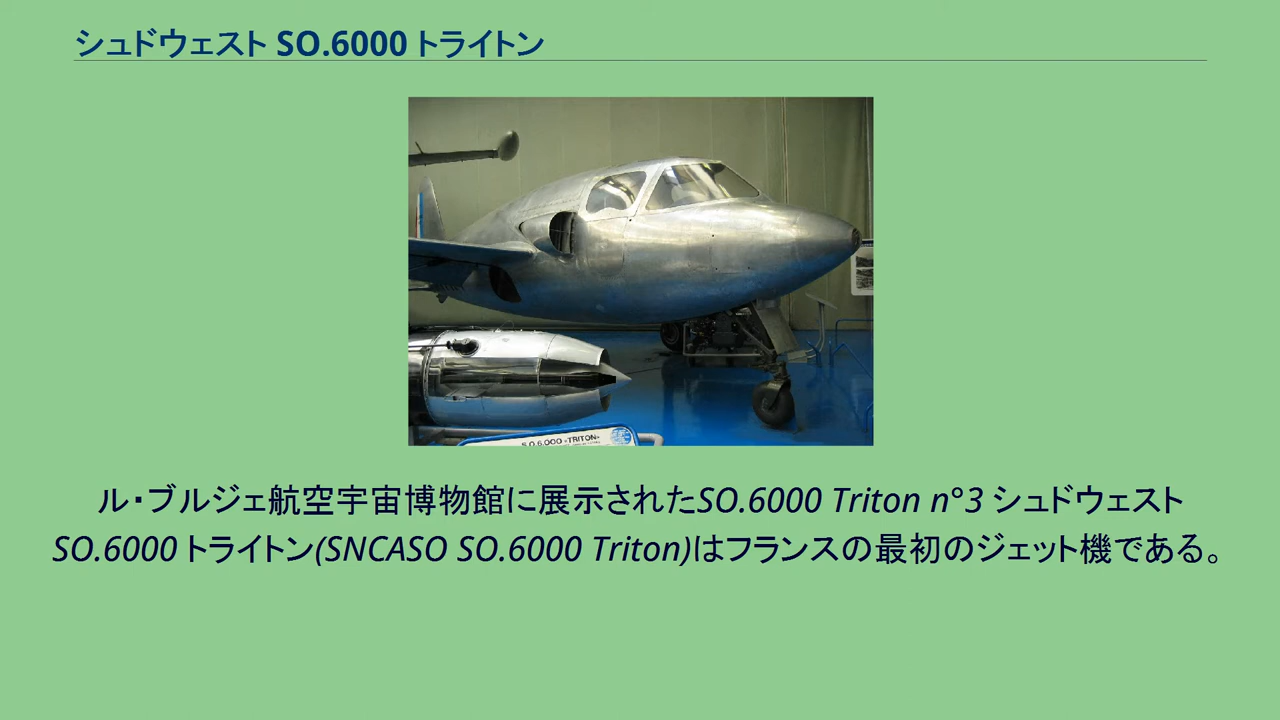 シュドウェスト SO.6000 トライトン
S.O.6.000 -TRITON-
ル・ブルジェ航空宇宙博物館に展示されたSO.6000 Triton n°3 シュドウェスト
SO.6000 トライトン(SNCASO SO.6000 Triton)はフランスの最初のジェット機である。